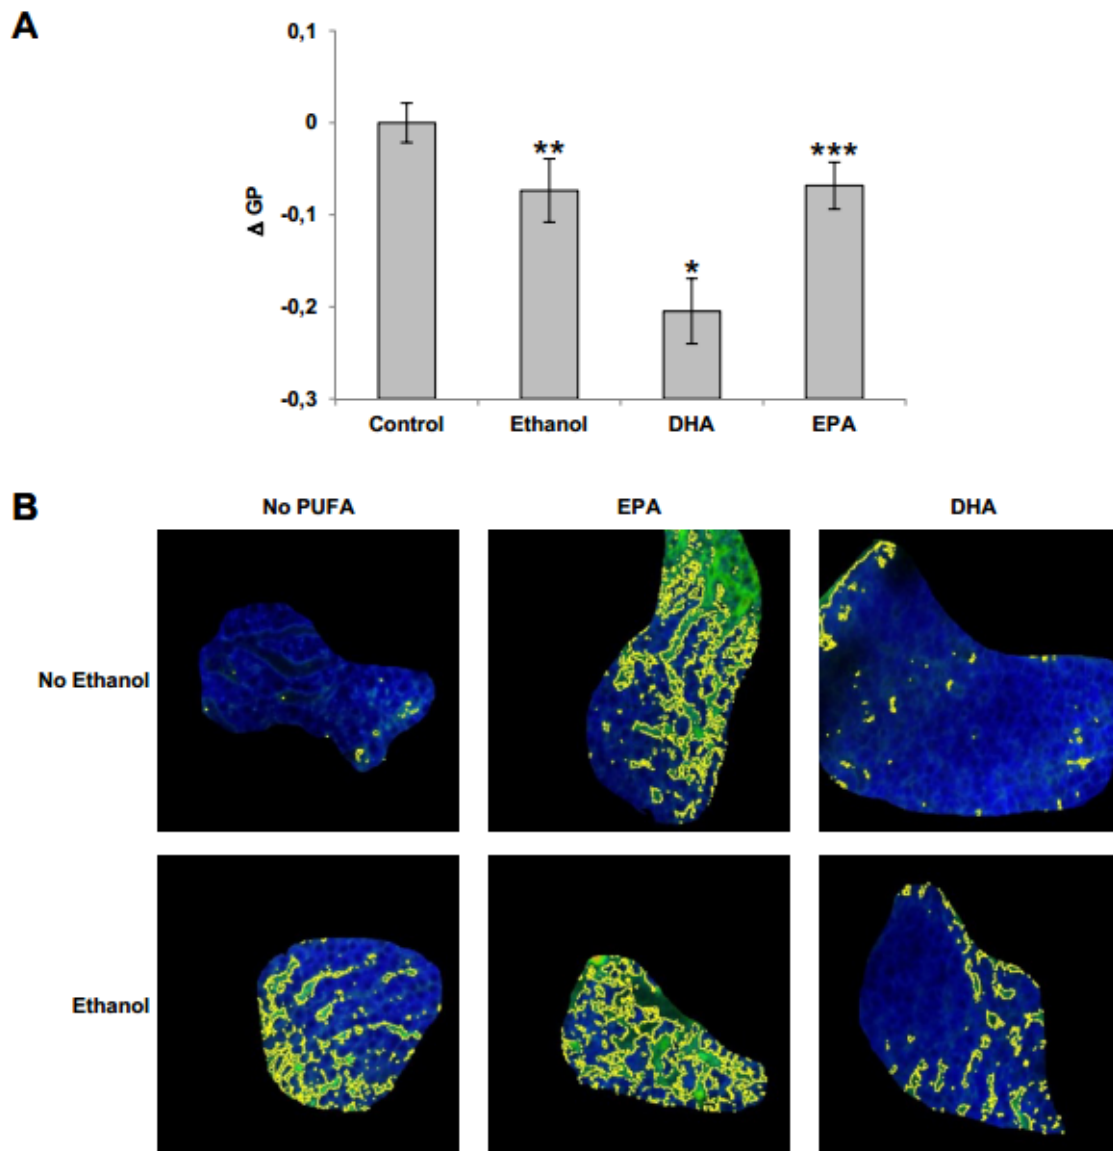 A
0,1
0
-0,1
-0,2
-0,3
Δ GP
**
*
***
Control Ethanol DHA EPA
B
No PUFA EPA DHA
No Ethanol
Ethanol